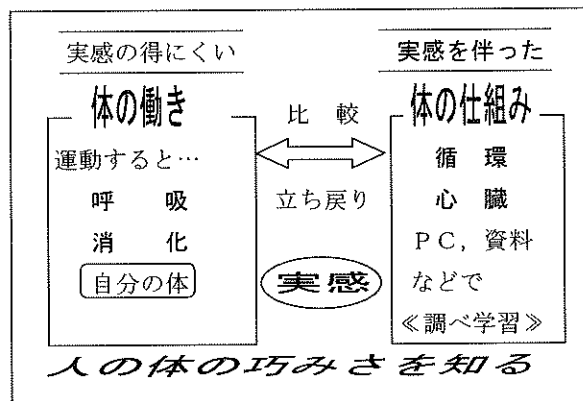 実感の得にくい
体の働き
運動すると…
呼　吸
消　化
自分の体
比　較
立ち戻り
実感
実感を伴った
体の仕組み
循　環
心　臓
ＰＣ，資料
などで
≪調べ学習≫
人の体の巧みさを知る